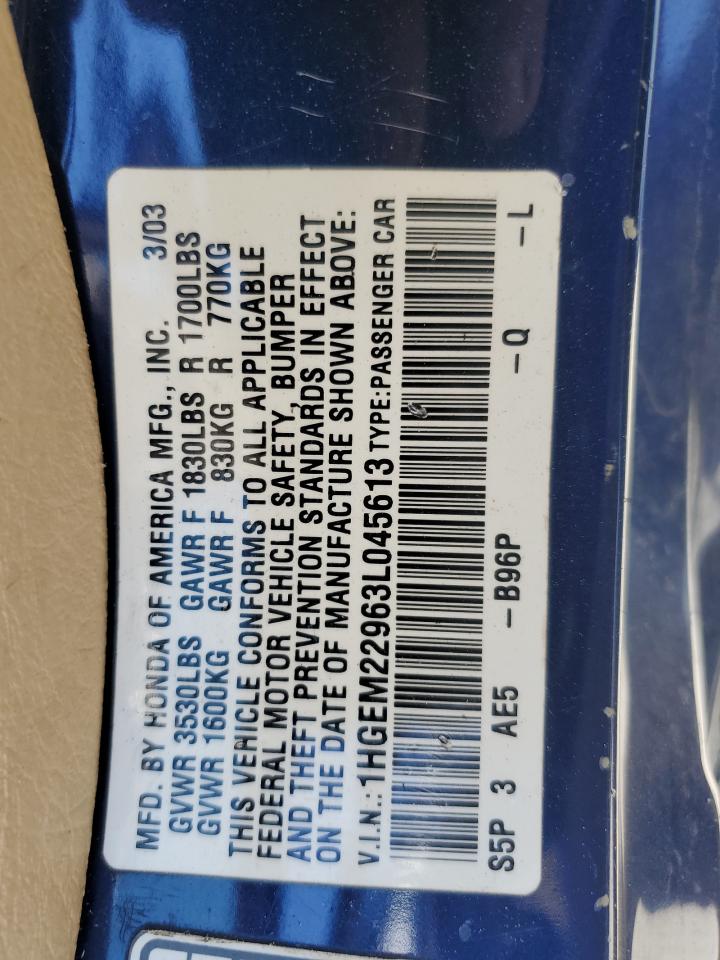 MFD. BY HONDA OF AMERICA MFG., INC. 3/03
GVWR 3530LBS GAWR F 1830LBS R 1700LBS
GVWR 1600KG GAWR F 830KG R 770KG
THIS VEHICLE CONFORMS TO ALL APPLICABLE
FEDERAL MOTOR VEHICLE SAFETY, BUMPER
AND THEFT PREVENTION STANDARDS IN EFFECT
ON THE DATE OF MANUFACTURE SHOWN ABOVE:
V.I.N.: 1HGEM22963L045613 TYPE:PASSENGER CAR
S5P 3 AE5 -B96P -Q -L